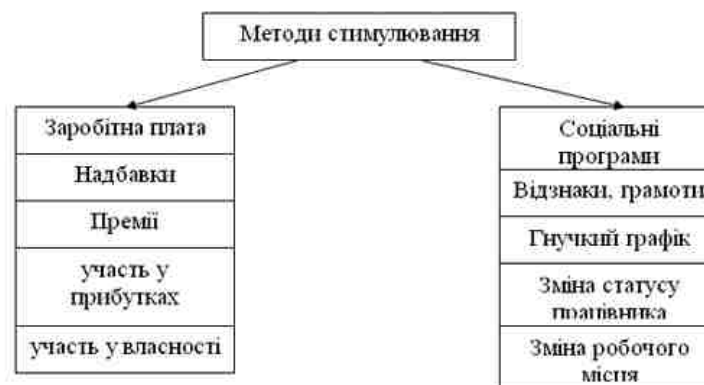 Методи стимулювання
Заробітна плата
Надбавки
Премії
участь у
прибутках
участь у власності
Соціальні
програми
Відзнаки, грамоти
Гнучкий графік
Зміна статусу
працівника
Зміна робочого
місця